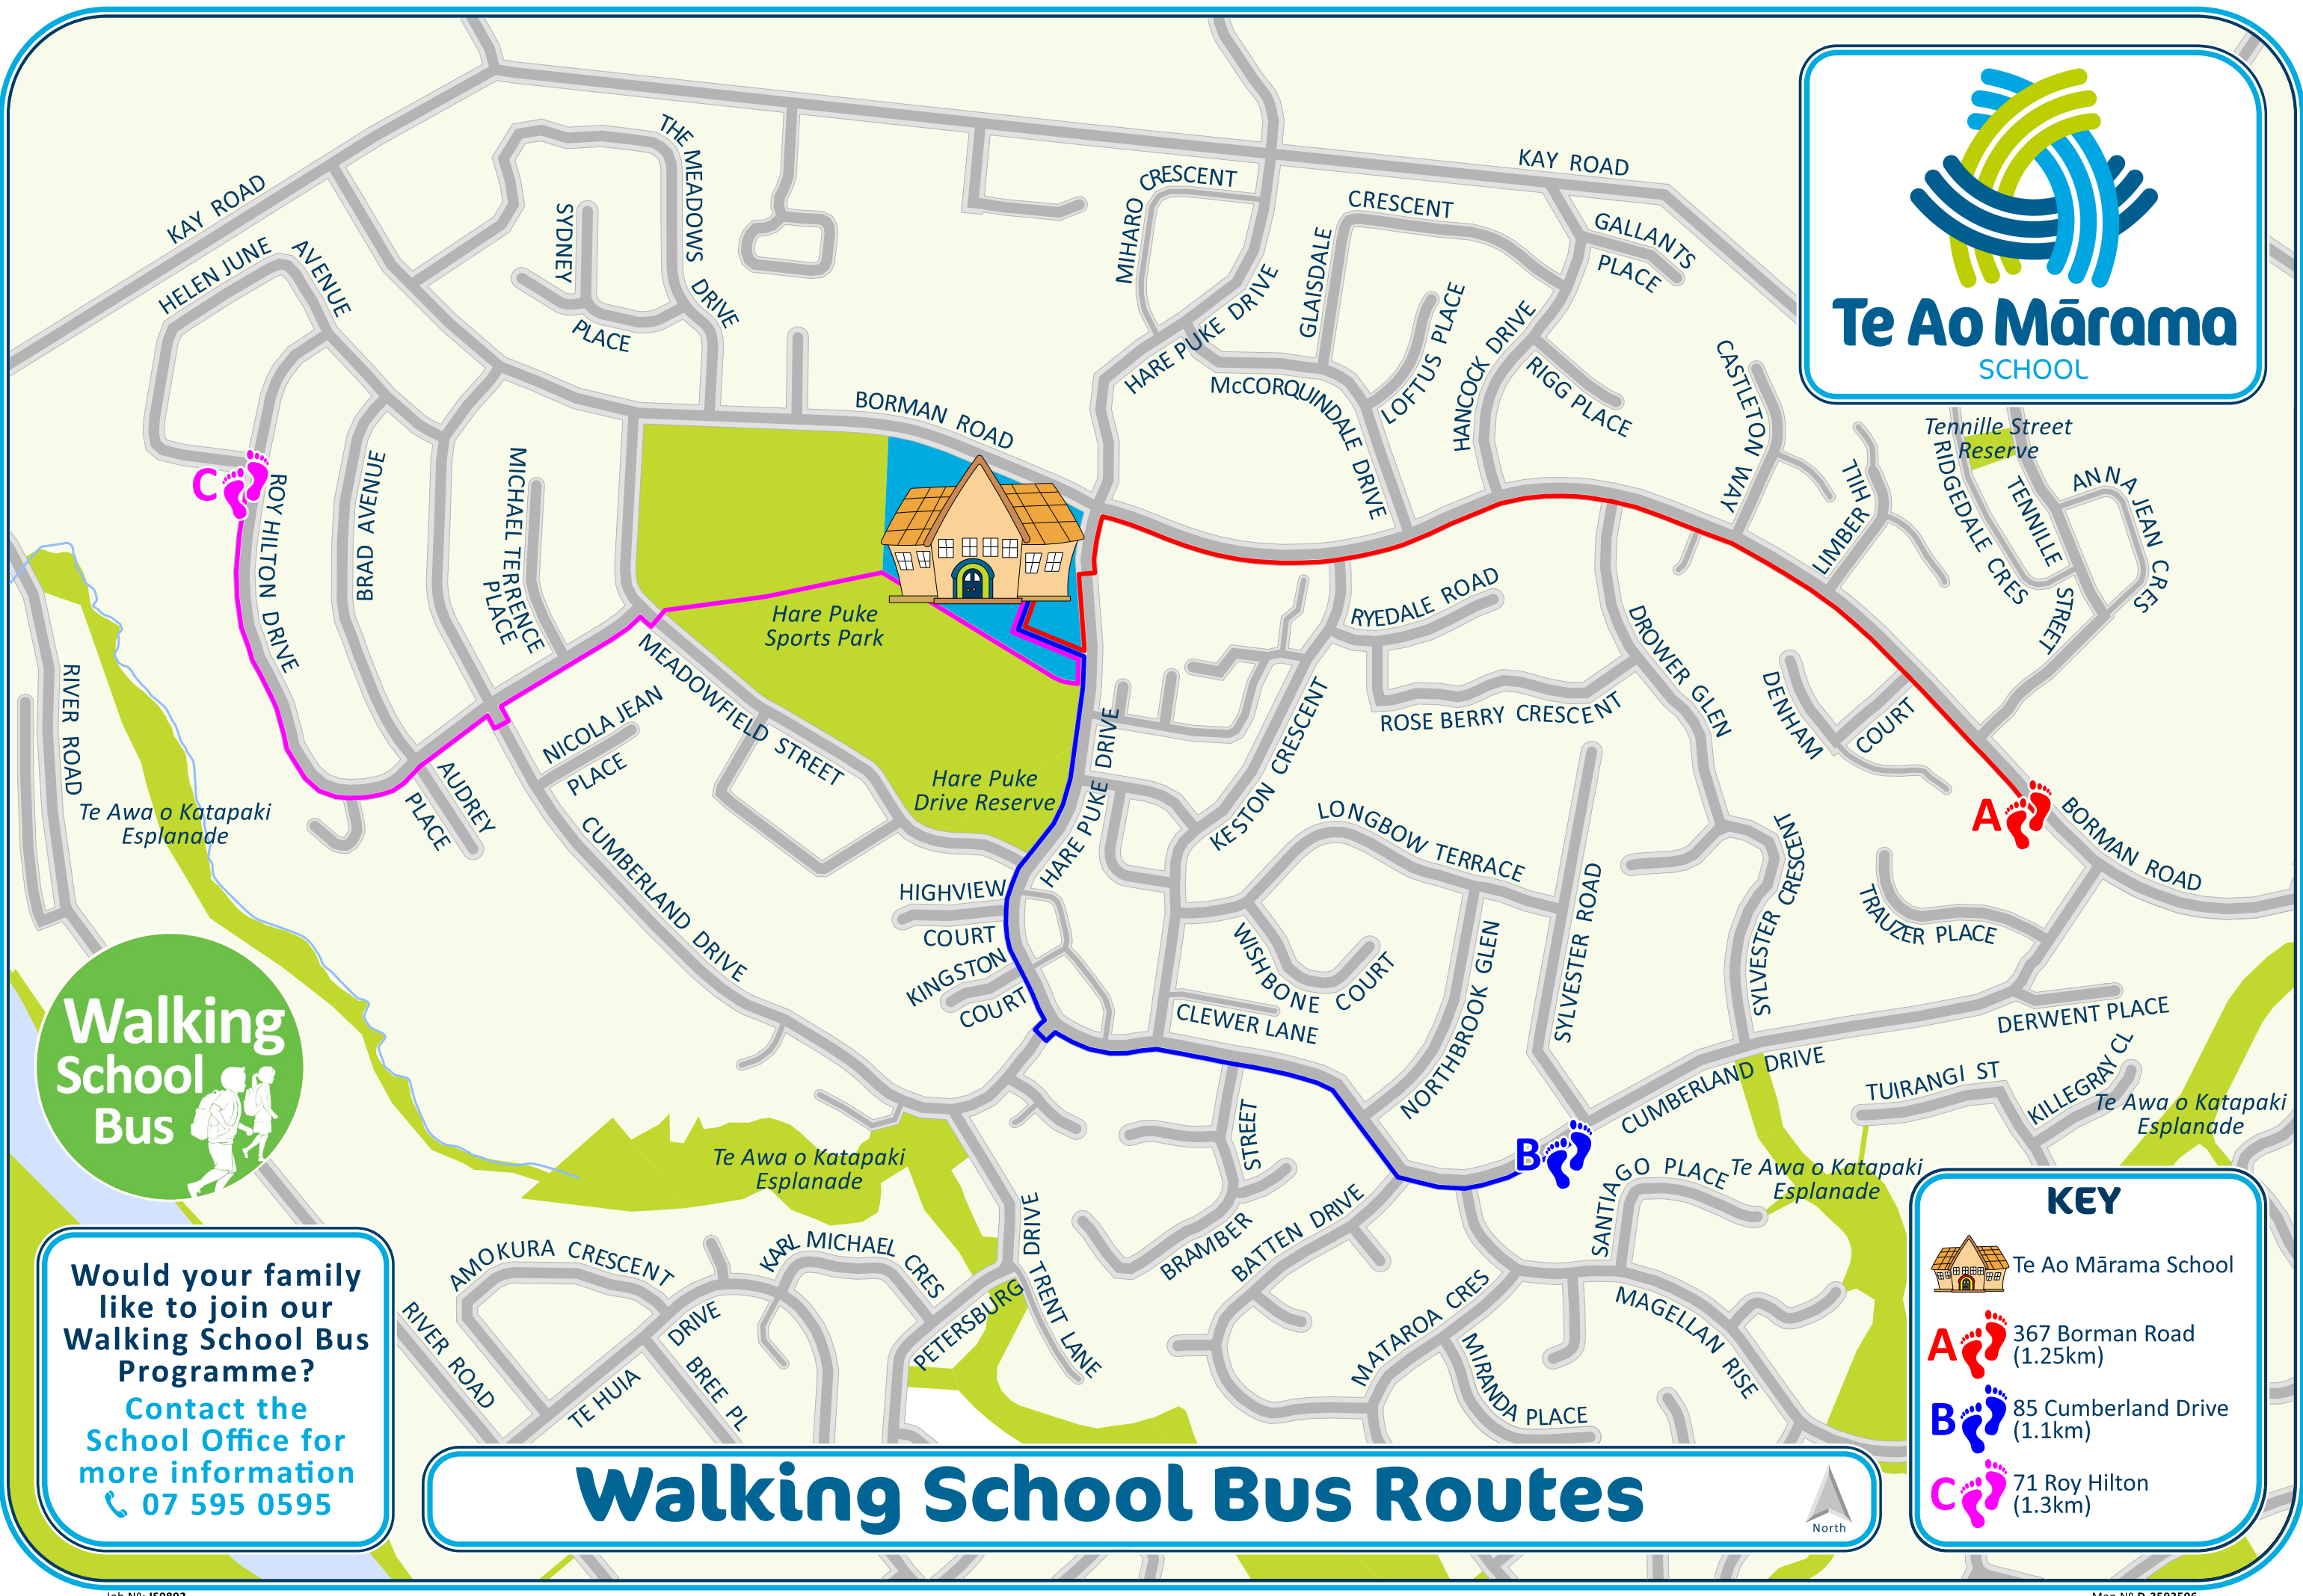 KAY ROAD
HELEN JUNE
AVENUE
THE MEADOWS DRIVE
SYDNEY
PLACE
MIHARO CRESCENT
KAY ROAD
GLAISDALE CRESCENT
GALLANTS
PLACE
HARE PUKE DRIVE
McCORQUINDALE DRIVE
LOFTUS PLACE
HANCOCK DRIVE
RIGG PLACE
CASTLETON WAY
Te Ao Mārama
SCHOOL
Tennille Street
Reserve
RIDGEDALE CRES
TENNILLE
STREET
ANNA JEAN CRES
LIMBER HILL
BORMAN ROAD
C
ROY HILTON DRIVE
BRAD AVENUE
MICHAEL TERRENCE
PLACE
Hare Puke
Sports Park
MEADOWFIELD STREET
NICOLA JEAN
PLACE
AUDREY
PLACE
RIVER ROAD
Te Awa o Katapaki
Esplanade
CUMBERLAND DRIVE
Hare Puke
Drive Reserve
HARE PUKE DRIVE
HIGHVIEW
COURT
KINGSTON
COURT
RYEDALE ROAD
ROSE BERRY CRESCENT
KESTON CRESCENT
DROWER GLEN
DENHAM
COURT
A
BORMAN ROAD
LONGBOW TERRACE
WISHBONE COURT
CLEWER LANE
NORTHBROOK GLEN
SYLVESTER ROAD
SYLVESTER CRESCENT
TRAUZER PLACE
DERWENT PLACE
CUMBERLAND DRIVE
B
TUIRANGI ST
KILLEGRAY CL
Te Awa o Katapaki
Esplanade
Te Awa o Katapaki
Esplanade
SANTIAGO PLACE
Te Awa o Katapaki
Esplanade
BRAMBER STREET
BATTEN DRIVE
MATAROA CRES
MIRANDA PLACE
MAGELLAN RISE
PETERSBURG DRIVE
TRENT LANE
KARL MICHAEL CRES
AMOKURA CRESCENT
TE HUIA DRIVE
BREE PL
RIVER ROAD
Walking
School
Bus
Would your family
like to join our
Walking School Bus
Programme?
Contact the
School Office for
more information
07 595 0595
Walking School Bus Routes
North
KEY
Te Ao Mārama School
A
367 Borman Road
(1.25km)
B
85 Cumberland Drive
(1.1km)
C
71 Roy Hilton
(1.3km)